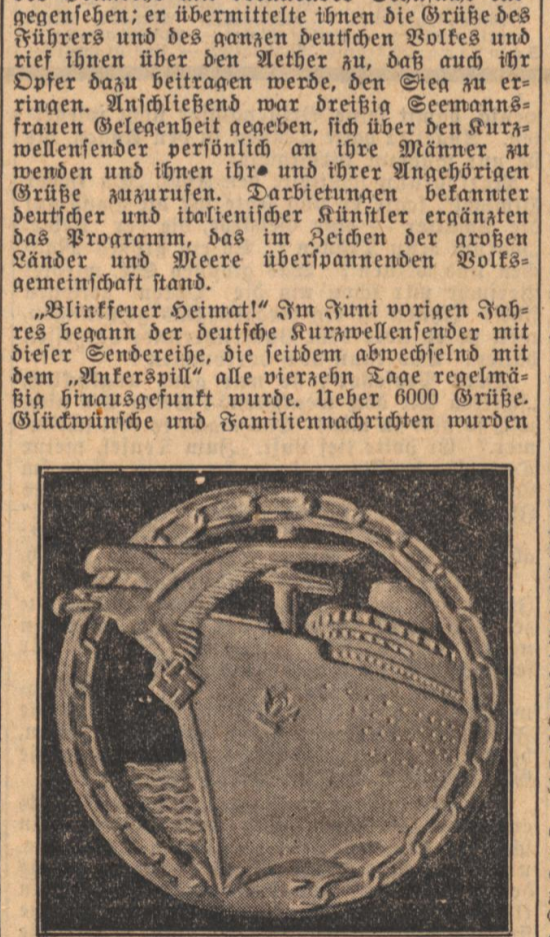 gegensehen; er übermittelte ihnen die Grüße des
Führers und des ganzen deutschen Volkes und
rief ihnen über den Aether zu, daß auch ihr
Opfer dazu beitragen werde, den Sieg zu er-
ringen. Anschließend war dreißig Seemanns-
frauen Gelegenheit gegeben, sich über den Kurz-
wellensender persönlich an ihre Männer zu
wenden und ihnen ihre und ihrer Angehörigen
Grüße zuzurufen. Darbietungen bekannter
deutscher und italienischer Künstler ergänzten
das Programm, das im Zeichen der großen
Länder und Meere überspannenden Volks-
gemeinschaft stand.
„Blinkfeuer Heimat!“ Im Juni vorigen Jah-
res begann der deutsche Kurzwellensender mit
dieser Sendereihe, die seitdem abwechselnd mit
dem „Ankerspill“ alle vierzehn Tage regelmä-
ßig hinausgefunkt wurde. Ueber 6000 Grüße.
Glückwünsche und Familiennachrichten wurden